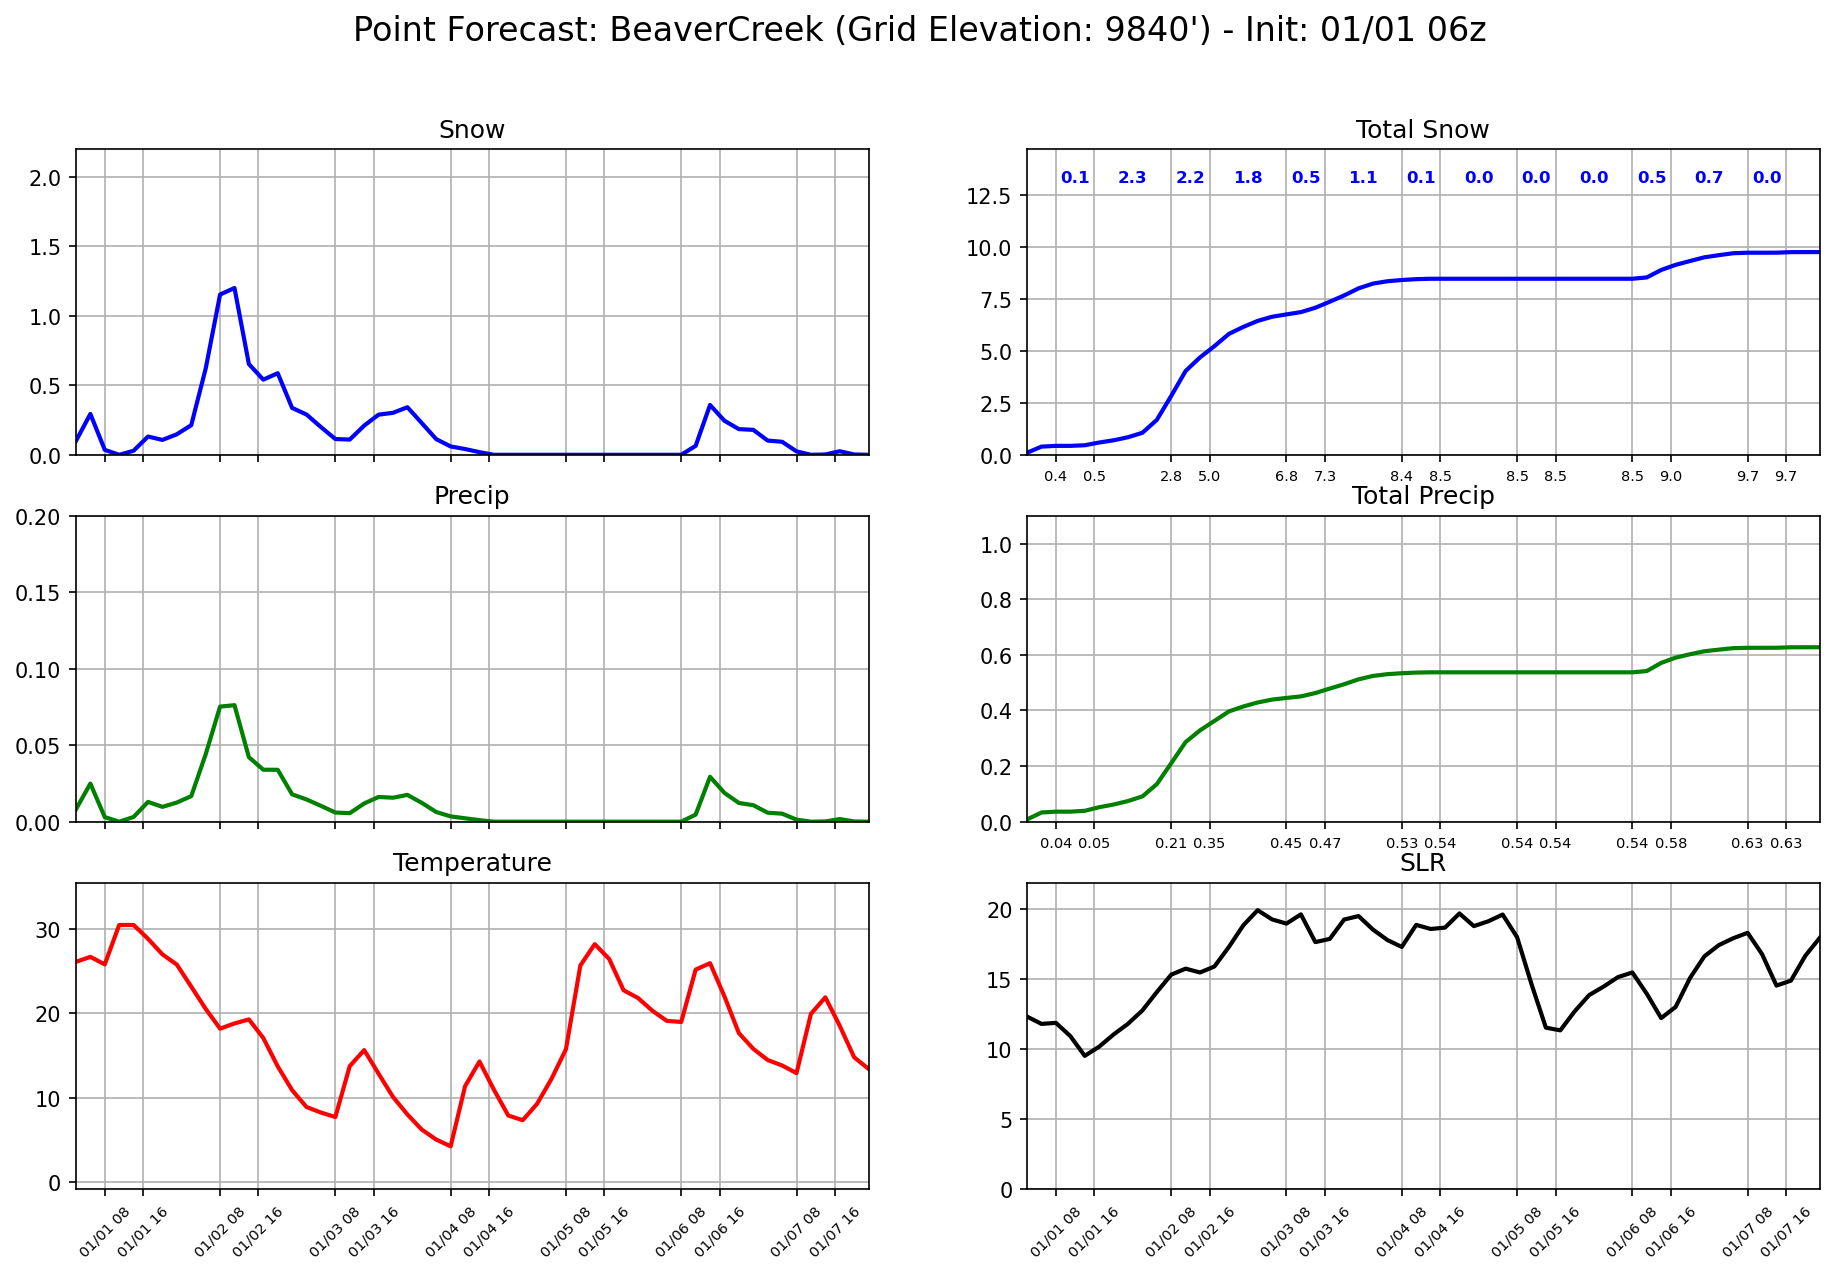 Point Forecast: BeaverCreek (Grid Elevation: 9840') - Init: 01/01 06z
Snow
2.0
1.5
1.0
0.5
0.0
Total Snow
0.1 2.3 2.2 1.8 0.5 1.1 0.1 0.0 0.0 0.0 0.5 0.7 0.0
12.5
10.0
7.5
5.0
2.5
0.0
0.4 0.5 2.8 5.0 6.8 7.3 8.4 8.5 8.5 8.5 8.5 9.0 9.7 9.7
Precip
0.20
0.15
0.10
0.05
0.00
Total Precip
1.0
0.8
0.6
0.4
0.2
0.0
0.04 0.05 0.21 0.35 0.45 0.47 0.53 0.54 0.54 0.54 0.54 0.58 0.63 0.63
Temperature
30
20
10
0
01/01 08 01/01 16 01/02 08 01/02 16 01/03 08 01/03 16 01/04 08 01/04 16 01/05 08 01/05 16 01/06 08 01/06 16 01/07 08 01/07 16
SLR
20
15
10
5
0
01/01 08 01/01 16 01/02 08 01/02 16 01/03 08 01/03 16 01/04 08 01/04 16 01/05 08 01/05 16 01/06 08 01/06 16 01/07 08 01/07 16